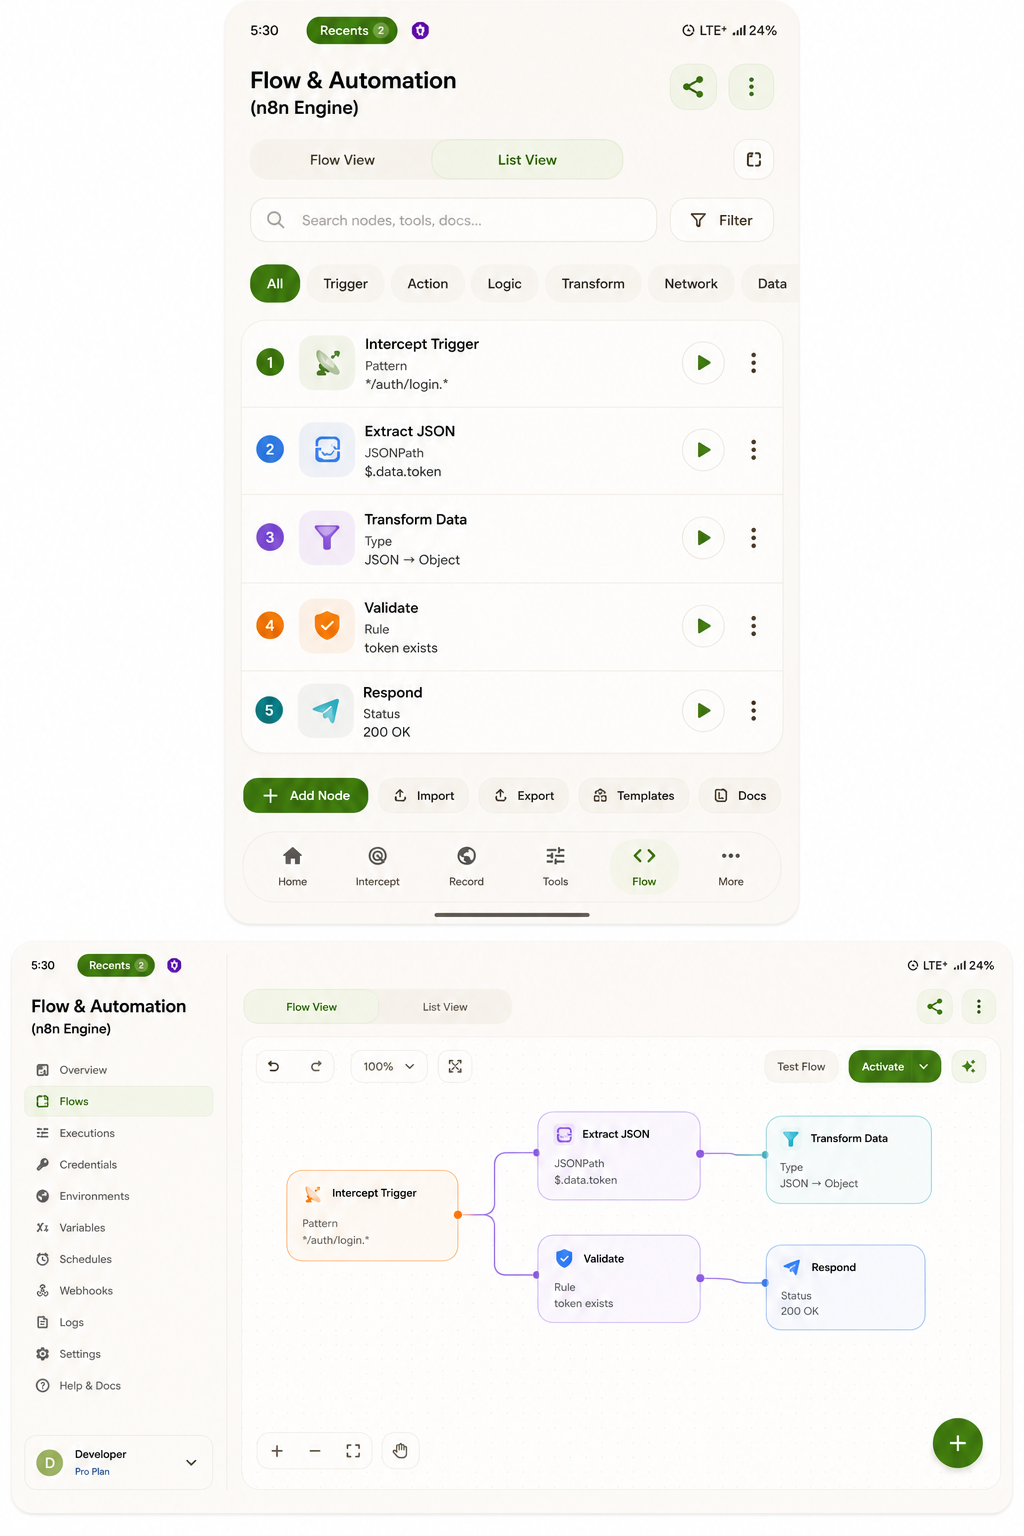 5:30
Recents 2
LTE+ 24%
Flow & Automation
(n8n Engine)
Flow View
List View
Search nodes, tools, docs...
Filter
All
Trigger
Action
Logic
Transform
Network
Data
1
Intercept Trigger
Pattern
*/auth/login.*
2
Extract JSON
JSONPath
$.data.token
3
Transform Data
Type
JSON → Object
4
Validate
Rule
token exists
5
Respond
Status
200 OK
Add Node
Import
Export
Templates
Docs
Home
Intercept
Record
Tools
Flow
More
5:30
Recents 2
LTE+ 24%
Flow & Automation
(n8n Engine)
Overview
Flows
Executions
Credentials
Environments
Variables
Schedules
Webhooks
Logs
Settings
Help & Docs
D
Developer
Pro Plan
Flow View
List View
100%
Test Flow
Activate
Intercept Trigger
Pattern
*/auth/login.*
Extract JSON
JSONPath
$.data.token
Transform Data
Type
JSON → Object
Validate
Rule
token exists
Respond
Status
200 OK